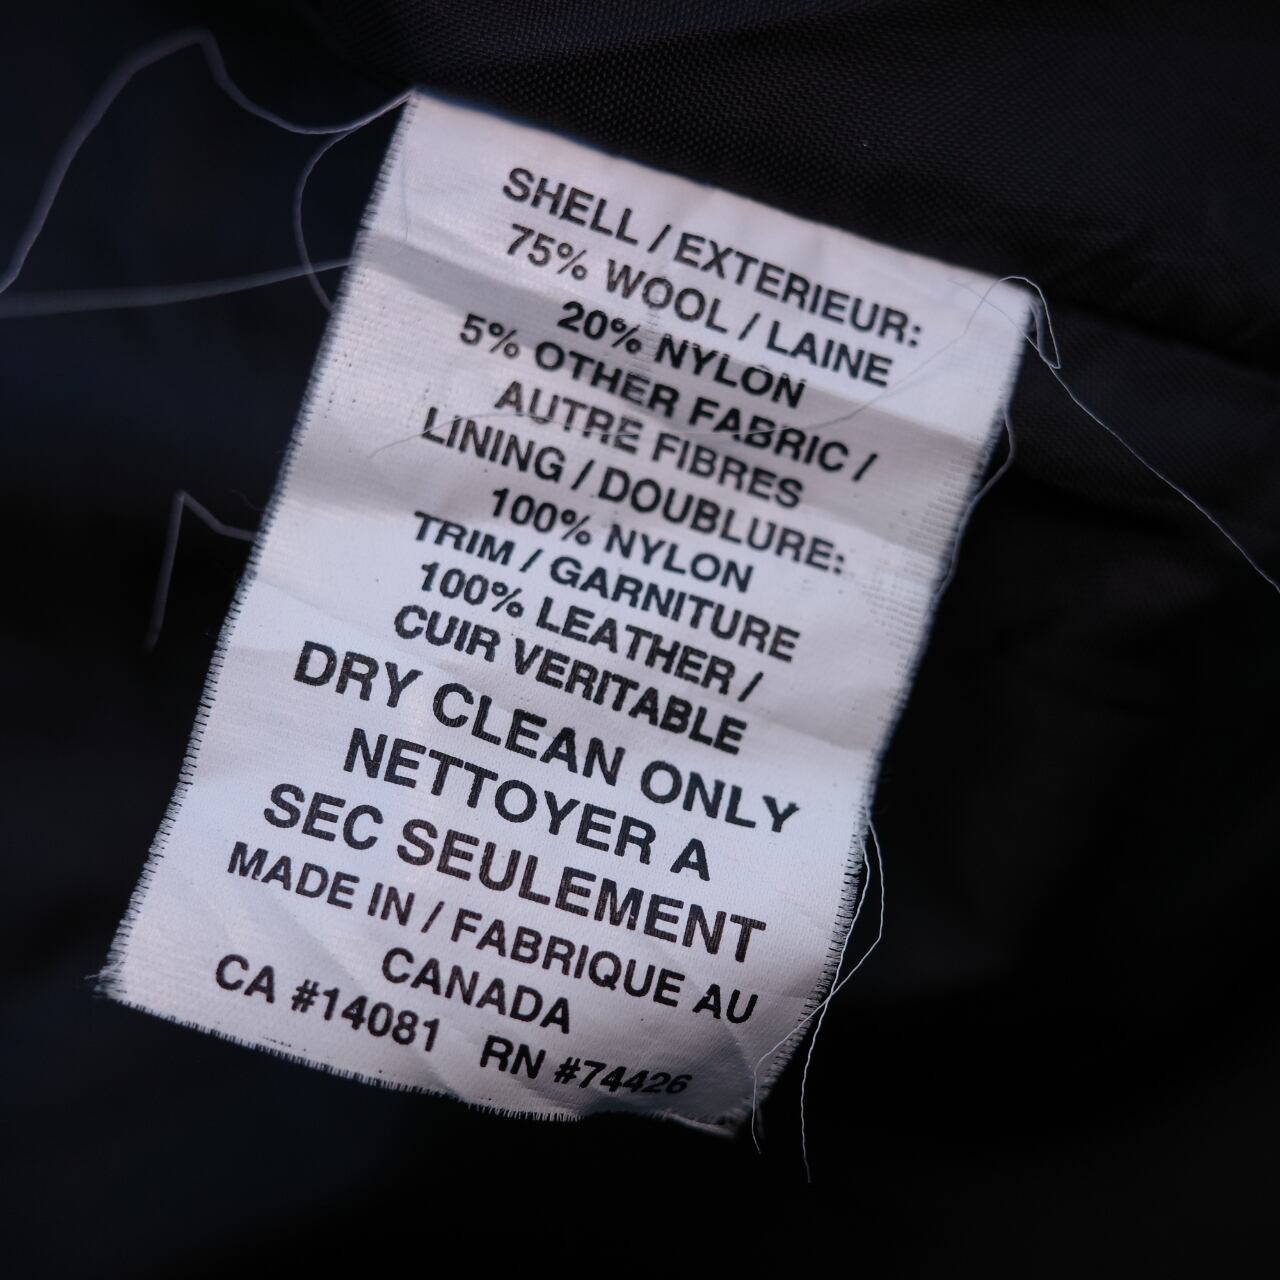 SHELL / EXTERIEUR:
75% WOOL / LAINE
20% NYLON
5% OTHER FABRIC /
AUTRE FIBRES
LINING / DOUBLURE:
100% NYLON
TRIM / GARNITURE
100% LEATHER /
CUIR VERITABLE
DRY CLEAN ONLY
NETTOYER A
SEC SEULEMENT
MADE IN / FABRIQUE AU
CANADA
CA #14081 RN #74426